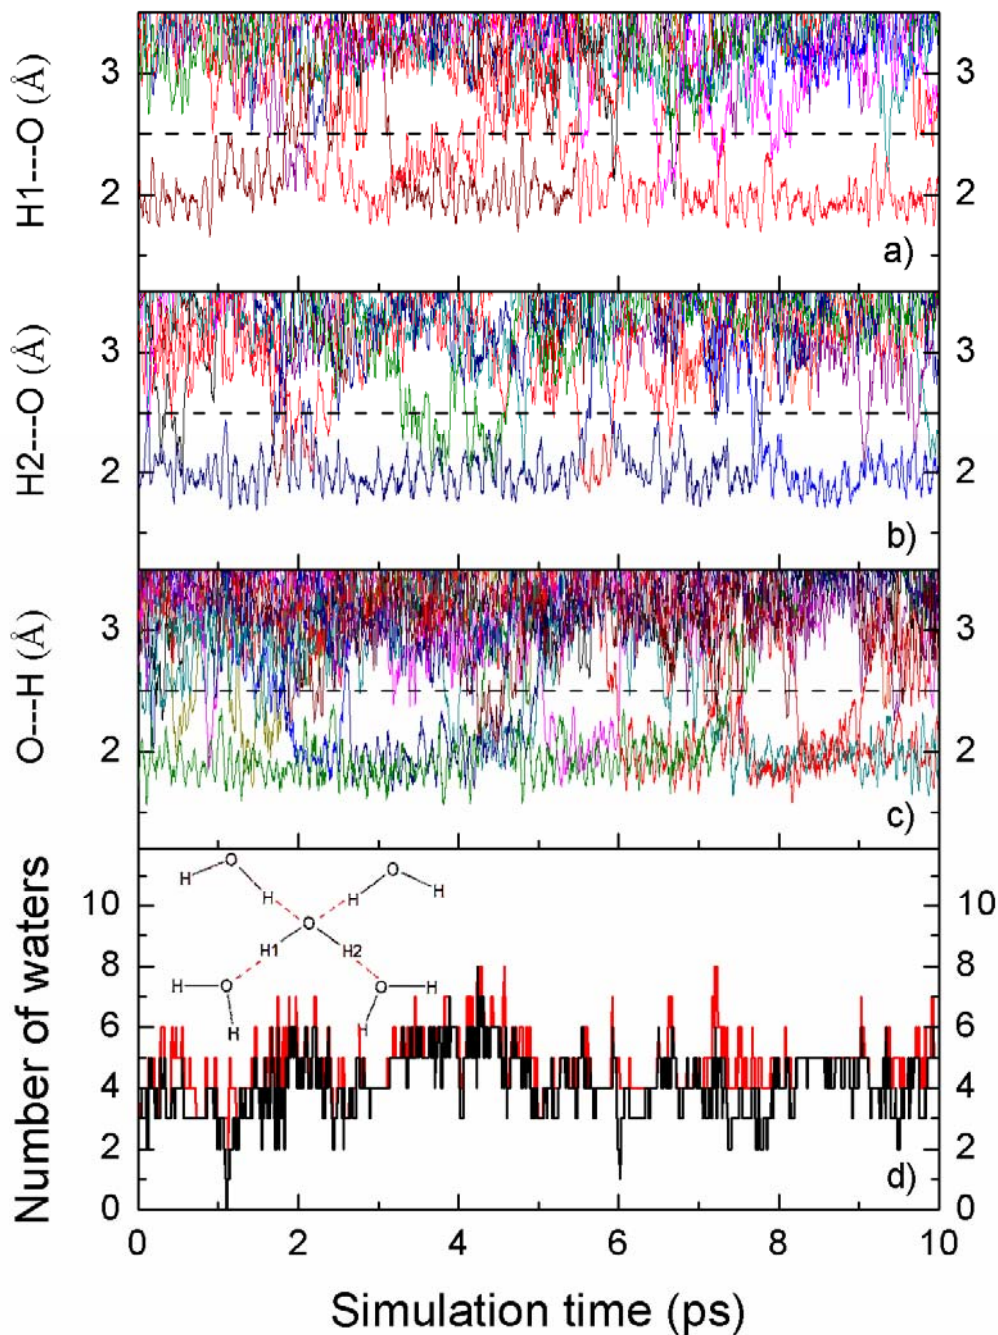 H1---O (Å)
3 3
2 2
a)
H2---O (Å)
3 3
2 2
b)
O---H (Å)
3 3
2 2
c)
Number of waters
O O
H H H H
O
H1 H2
H O O H
H H
10 10
8 8
6 6
4 4
2 2
0 0
d)
0 2 4 6 8 10
Simulation time (ps)